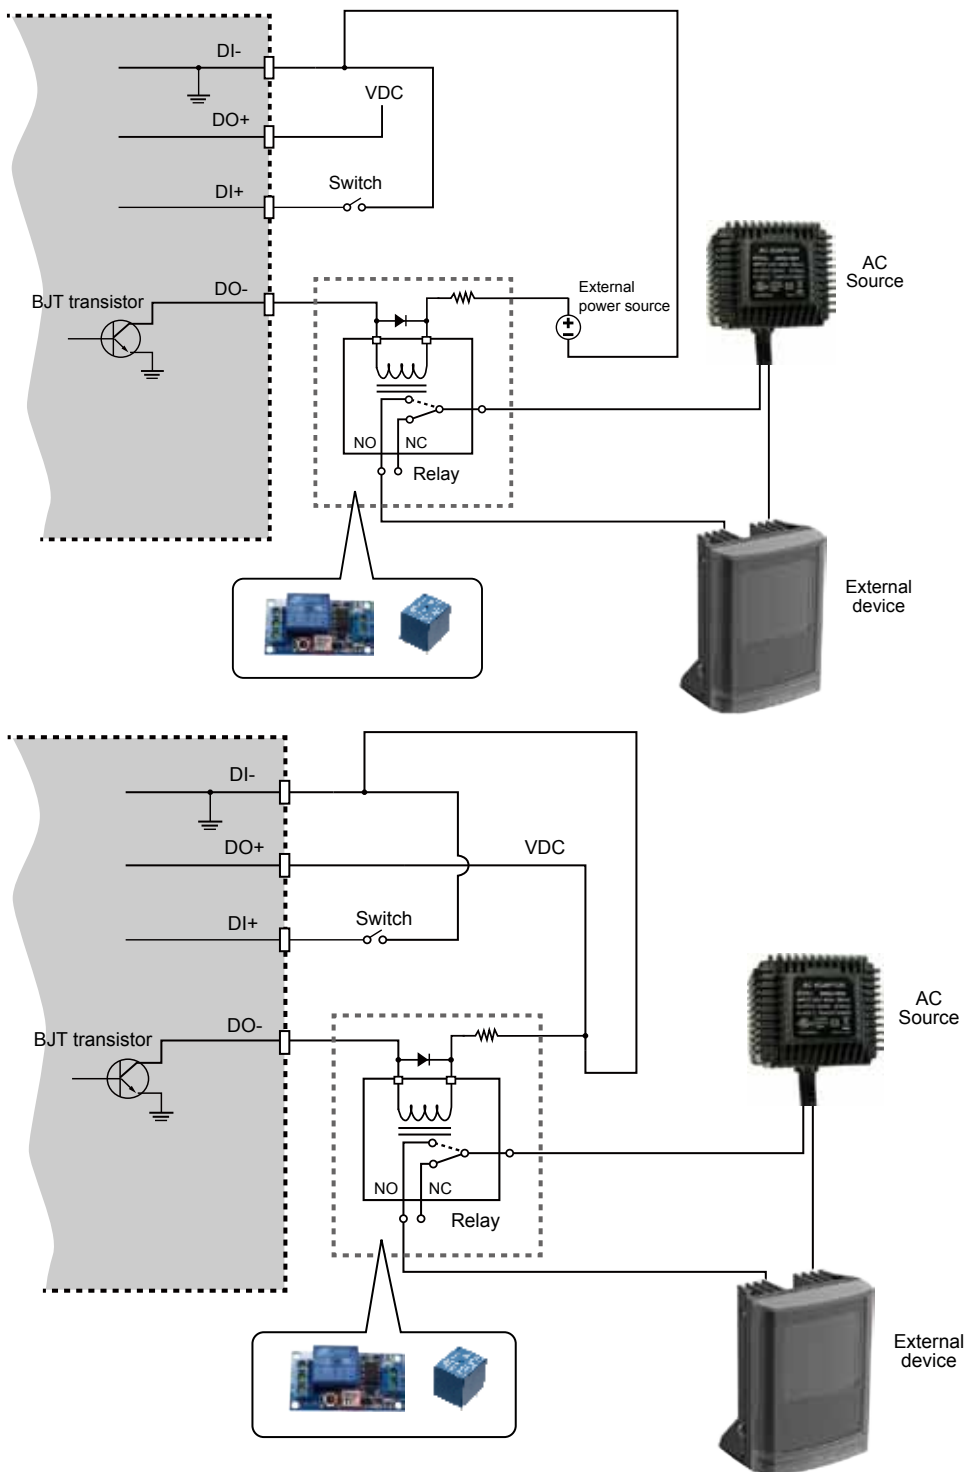 DI-
VDC
DO+
DI+
Switch
AC
Source
DO-
BJT transistor
External
power source
NO
NC
Relay
External
device
DI-
DO+
VDC
DI+
Switch
AC
Source
DO-
BJT transistor
NO
NC
Relay
External
device